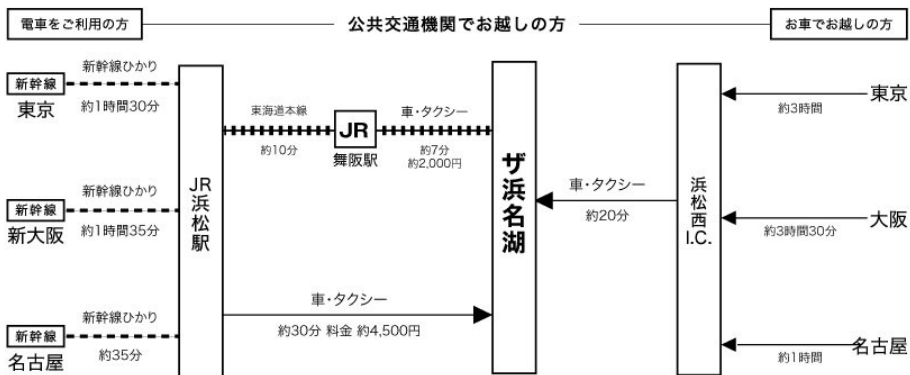 電車をご利用の方
公共交通機関でお越しの方
お車でお越しの方
新幹線
東京
新幹線ひかり
約1時間30分
新幹線
新大阪
新幹線ひかり
約1時間35分
新幹線
名古屋
新幹線ひかり
約35分
JR浜松駅
東海道本線
約10分
JR
舞阪駅
車・タクシー
約7分
約2,000円
車・タクシー
約30分 料金 約4,500円
ザ浜名湖
車・タクシー
約20分
浜松西I.C.
東京
約3時間
大阪
約3時間30分
名古屋
約1時間